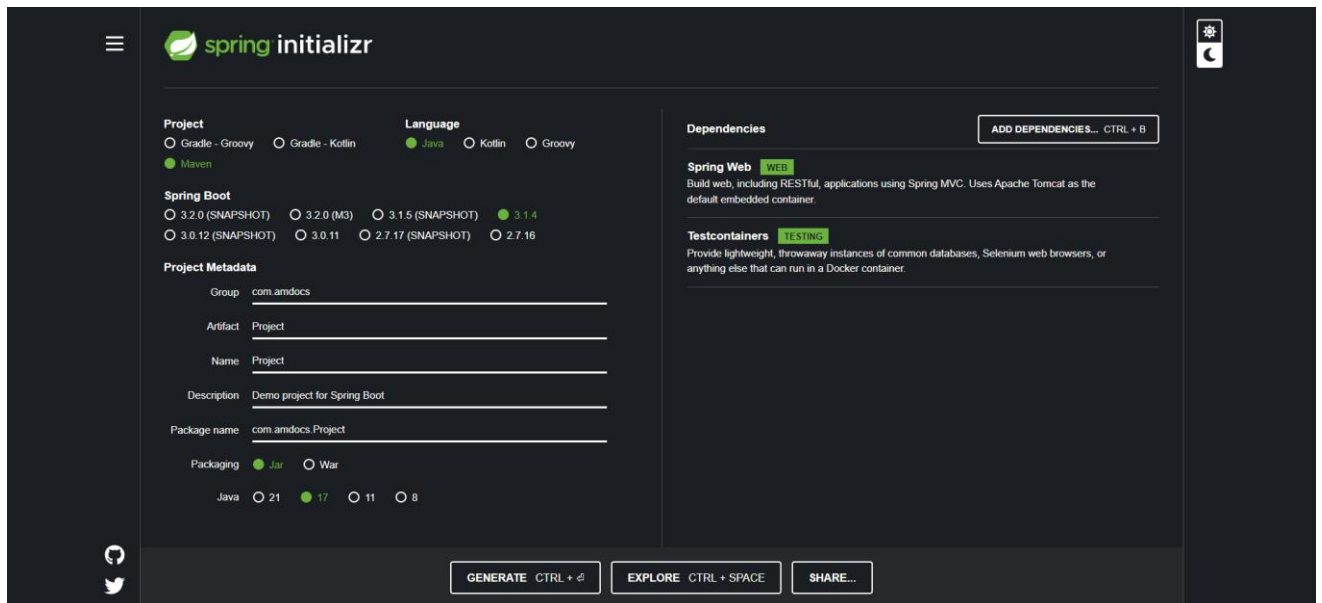 spring initializr
Project
Gradle - Groovy Gradle - Kotlin
Maven
Language
Java Kotlin Groovy
Spring Boot
3.2.0 (SNAPSHOT) 3.2.0 (M3) 3.1.5 (SNAPSHOT) 3.1.4
3.0.12 (SNAPSHOT) 3.0.11 2.7.17 (SNAPSHOT) 2.7.16
Project Metadata
Group com.amdocs
Artifact Project
Name Project
Description Demo project for Spring Boot
Package name com.amdocs.Project
Packaging Jar War
Java 21 17 11 8
Dependencies ADD DEPENDENCIES... CTRL + B
Spring Web WEB
Build web, including RESTful, applications using Spring MVC. Uses Apache Tomcat as the
default embedded container.
Testcontainers TESTING
Provide lightweight, throwaway instances of common databases, Selenium web browsers, or
anything else that can run in a Docker container.
GENERATE CTRL + ⏎ EXPLORE CTRL + SPACE SHARE...